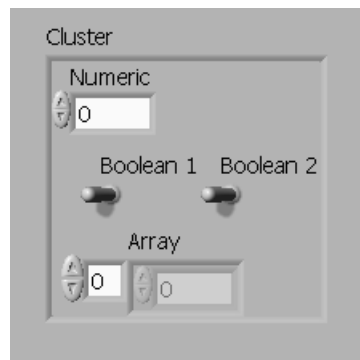 Cluster
Numeric
0
Boolean 1 Boolean 2
Array
0 0